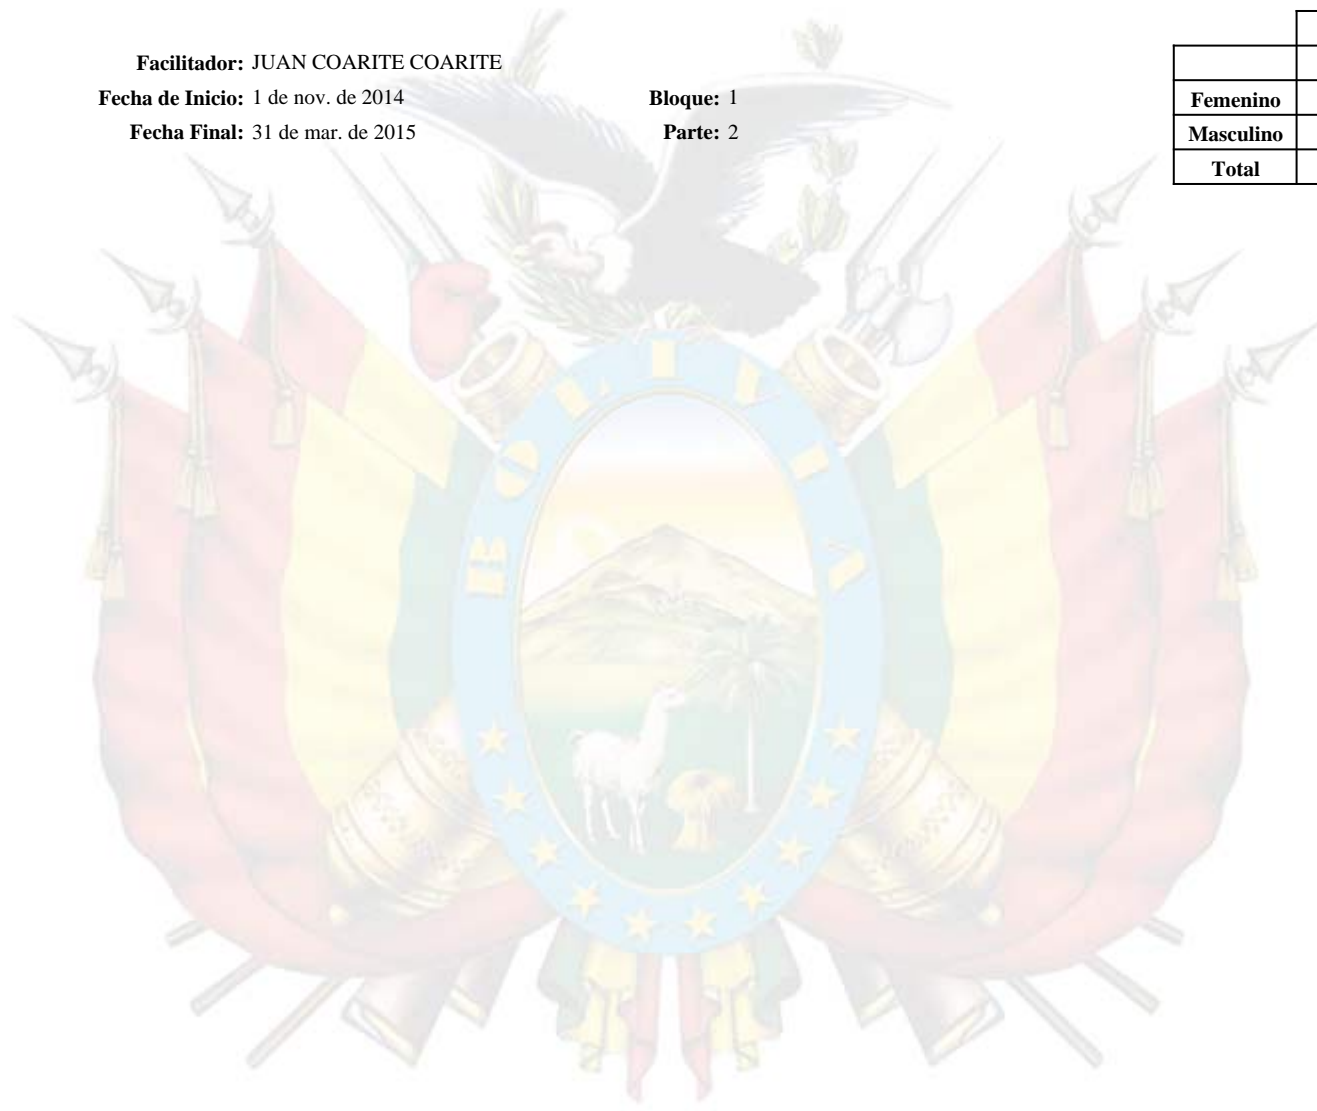 Facilitador: JUAN COARITE COARITE
Fecha de Inicio: 1 de nov. de 2014 Bloque: 1
Fecha Final: 31 de mar. de 2015 Parte: 2
Femenino
Masculino
Total
BOLIVIA